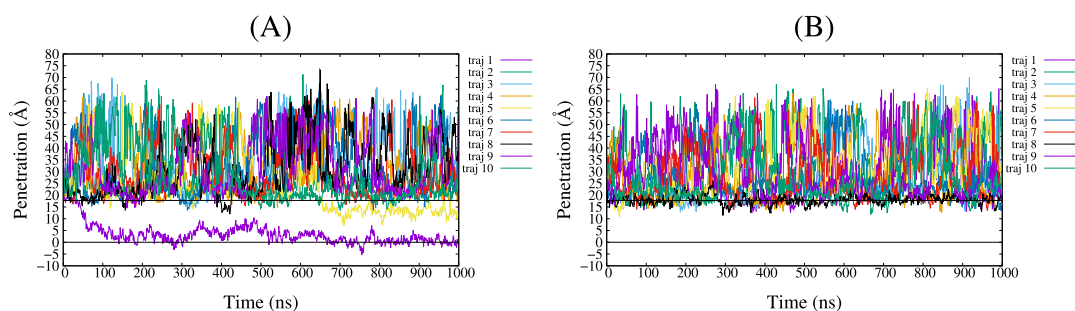 (A)
Penetration (Å)
80
75
70
65
60
55
50
45
40
35
30
25
20
15
10
5
0
−5
−10
0 100 200 300 400 500 600 700 800 900 1000
Time (ns)
traj 1
traj 2
traj 3
traj 4
traj 5
traj 6
traj 7
traj 8
traj 9
traj 10
(B)
Penetration (Å)
80
75
70
65
60
55
50
45
40
35
30
25
20
15
10
5
0
−5
−10
0 100 200 300 400 500 600 700 800 900 1000
Time (ns)
traj 1
traj 2
traj 3
traj 4
traj 5
traj 6
traj 7
traj 8
traj 9
traj 10